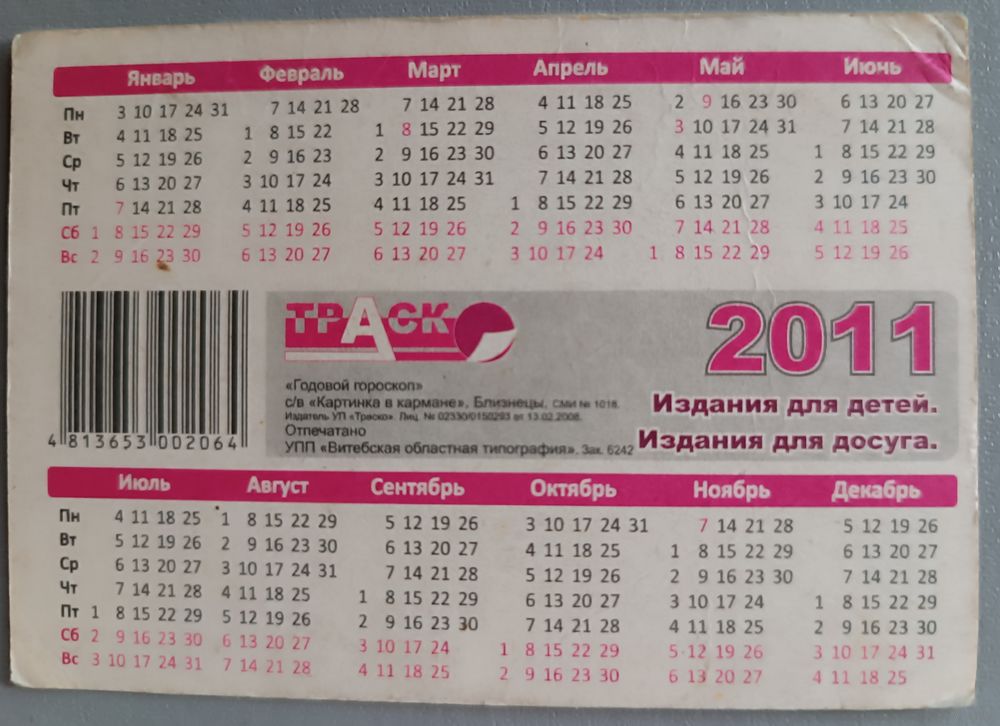 Январь Февраль Март Апрель Май Июнь
Пн 3 10 17 24 31 7 14 21 28 7 14 21 28 4 11 18 25 2 9 16 23 30 6 13 20 27
Вт 4 11 18 25 1 8 15 22 1 8 15 22 29 5 12 19 26 3 10 17 24 31 7 14 21 28
Ср 5 12 19 26 2 9 16 23 2 9 16 23 30 6 13 20 27 4 11 18 25 1 8 15 22 29
Чт 6 13 20 27 3 10 17 24 3 10 17 24 31 7 14 21 28 5 12 19 26 2 9 16 23 30
Пт 7 14 21 28 4 11 18 25 4 11 18 25 1 8 15 22 29 6 13 20 27 3 10 17 24
Сб 1 8 15 22 29 5 12 19 26 5 12 19 26 2 9 16 23 30 7 14 21 28 4 11 18 25
Вс 2 9 16 23 30 6 13 20 27 6 13 20 27 3 10 17 24 1 8 15 22 29 5 12 19 26
4 813653 002064
ТРАСК
«Годовой гороскоп»
с/в «Картинка в кармане», Близнецы. СМИ № 1018.
Издатель УП «Траско». Лиц. № 02330/0150293 от 13.02.2008.
Отпечатано
УПП «Витебская областная типография». Зак. 6242
2011
Издания для детей.
Издания для досуга.
Июль Август Сентябрь Октябрь Ноябрь Декабрь
Пн 4 11 18 25 1 8 15 22 29 5 12 19 26 3 10 17 24 31 7 14 21 28 5 12 19 26
Вт 5 12 19 26 2 9 16 23 30 6 13 20 27 4 11 18 25 1 8 15 22 29 6 13 20 27
Ср 6 13 20 27 3 10 17 24 31 7 14 21 28 5 12 19 26 2 9 16 23 30 7 14 21 28
Чт 7 14 21 28 4 11 18 25 1 8 15 22 29 6 13 20 27 3 10 17 24 1 8 15 22 29
Пт 1 8 15 22 29 5 12 19 26 2 9 16 23 30 7 14 21 28 4 11 18 25 2 9 16 23 30
Сб 2 9 16 23 30 6 13 20 27 3 10 17 24 1 8 15 22 29 5 12 19 26 3 10 17 24 31
Вс 3 10 17 24 31 7 14 21 28 4 11 18 25 2 9 16 23 30 6 13 20 27 4 11 18 25